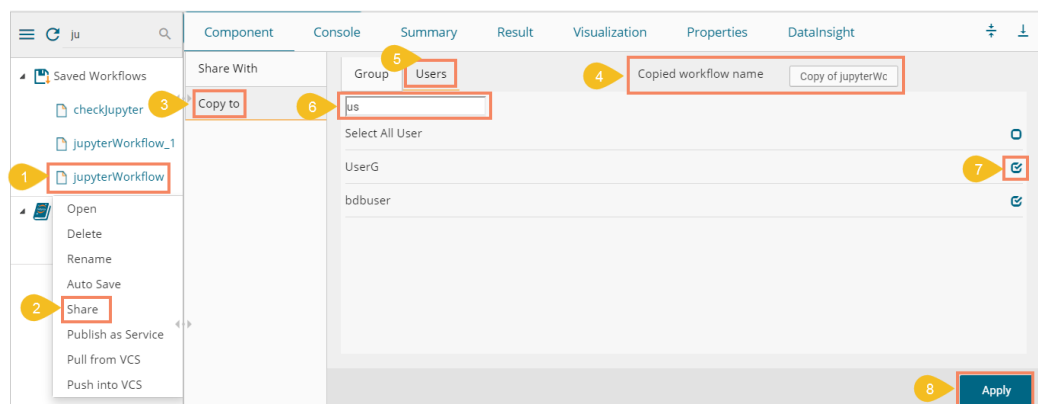 ju
Component
Console
Summary
Result
Visualization
Properties
DataInsight
Saved Workflows
checkJupyter
jupyterWorkflow_1
1
jupyterWorkflow
Open
Delete
Rename
Auto Save
2
Share
Publish as Service
Pull from VCS
Push into VCS
Share With
3
Copy to
Group
5
Users
4
Copied workflow name
Copy of jupyterWc
6
us
Select All User
UserG
7
bdbuser
8
Apply